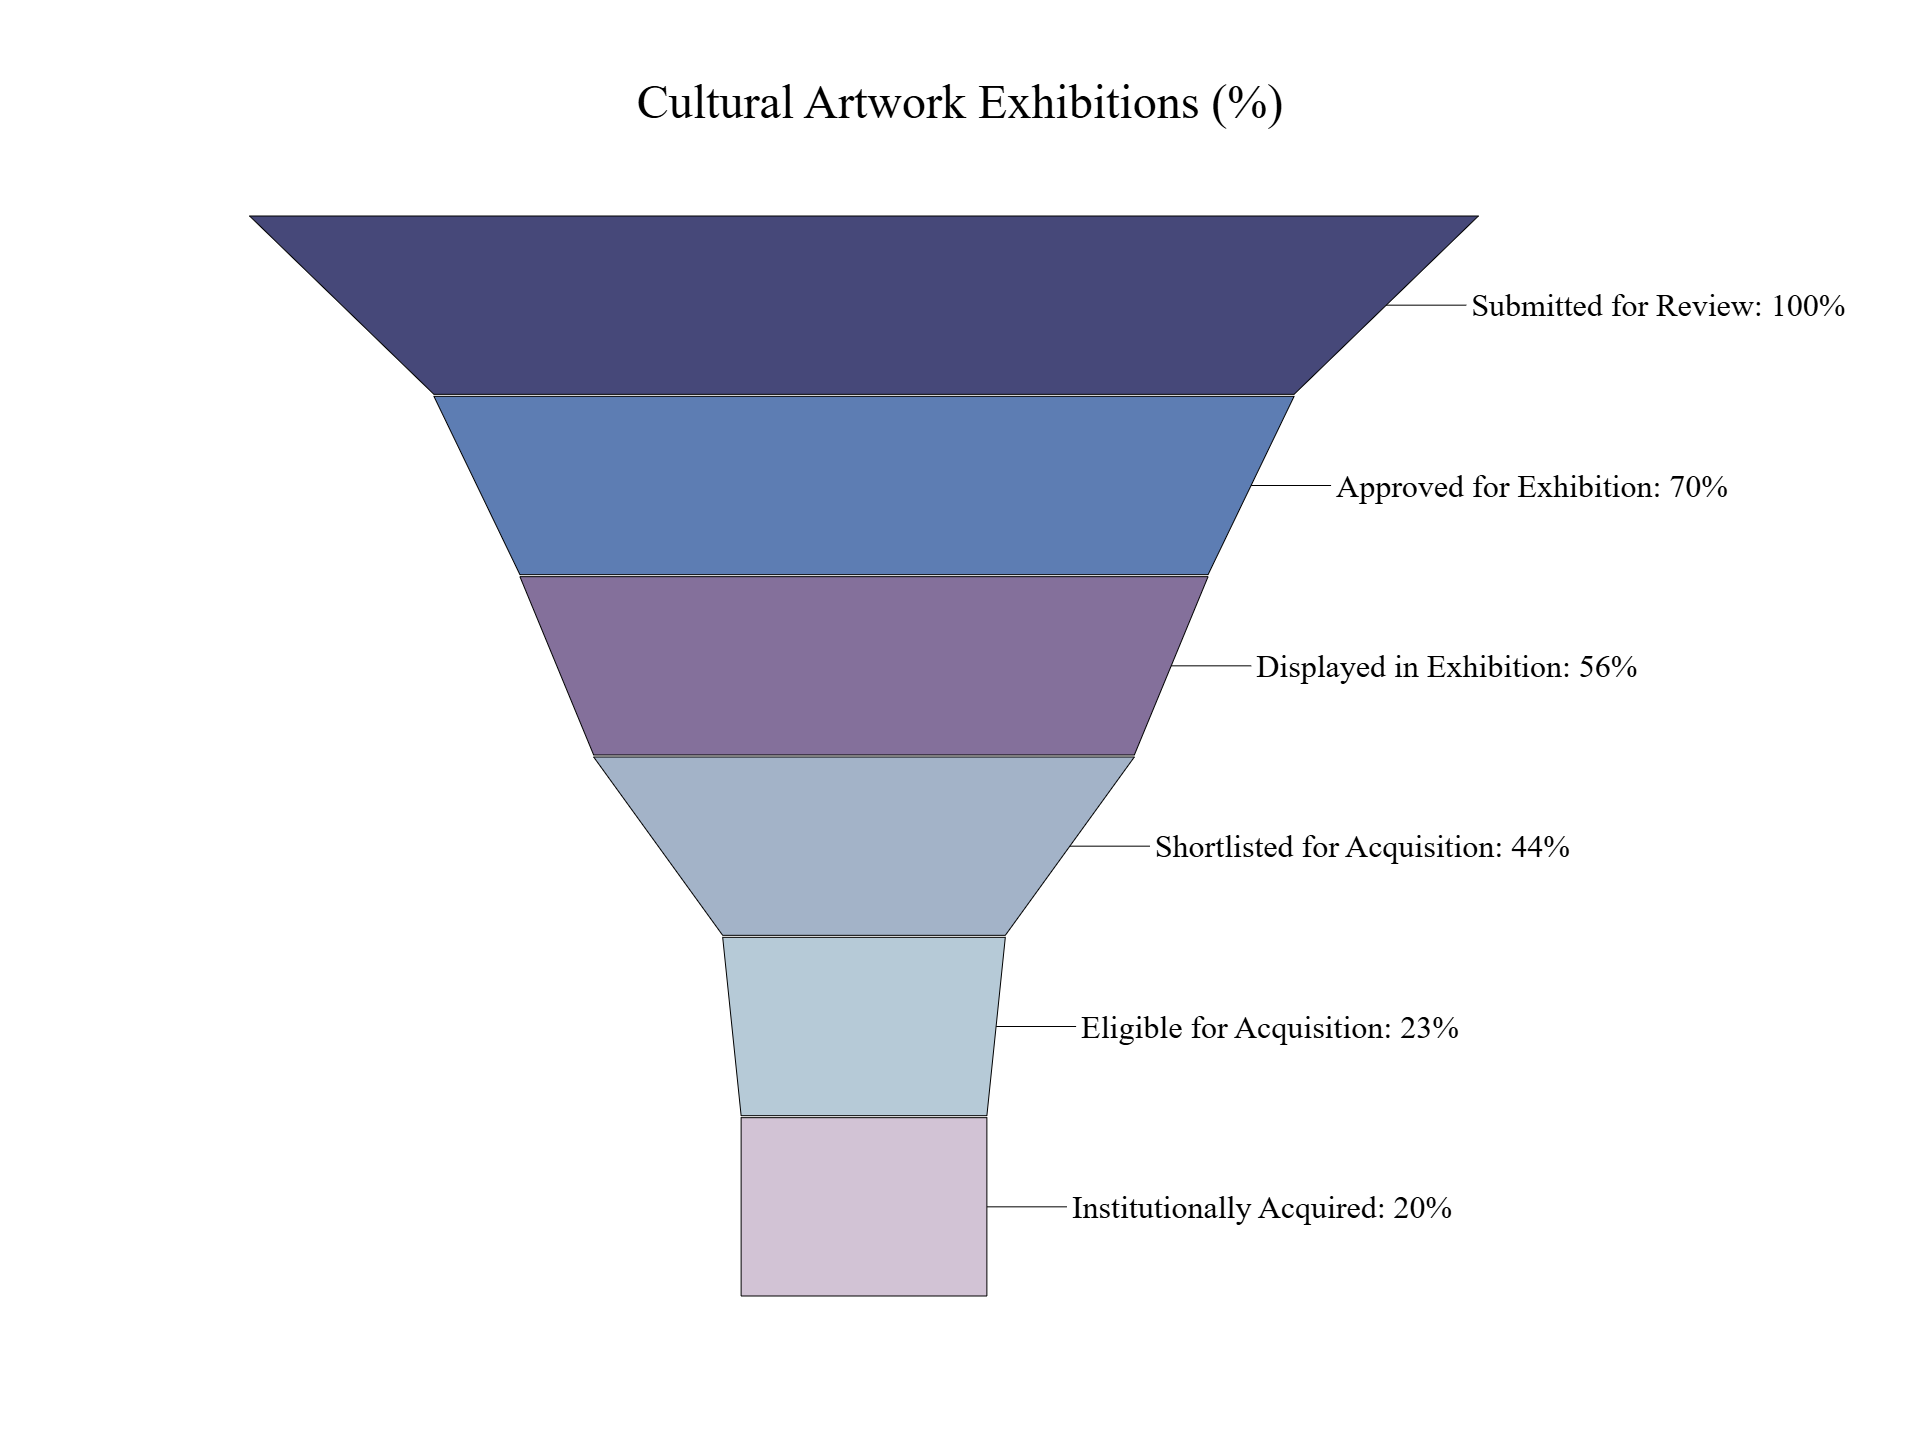 Cultural Artwork Exhibitions (%)
Submitted for Review: 100%
Approved for Exhibition: 70%
Displayed in Exhibition: 56%
Shortlisted for Acquisition: 44%
Eligible for Acquisition: 23%
Institutionally Acquired: 20%